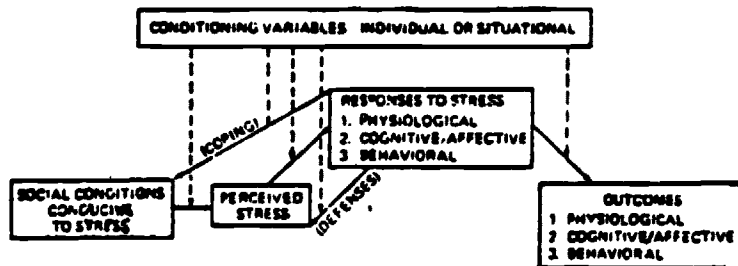 CONDITIONING VARIABLES INDIVIDUAL OR SITUATIONAL
RESPONSES TO STRESS
1. PHYSIOLOGICAL
2. COGNITIVE/AFFECTIVE
3 BEHAVIORAL
(COPING)
SOCIAL CONDITIONS
CONDUCIVE
TO STRESS
PERCEIVED
STRESS
(DEFENSES)
OUTCOMES
1 PHYSIOLOGICAL
2 COGNITIVE/AFFECTIVE
3. BEHAVIORAL